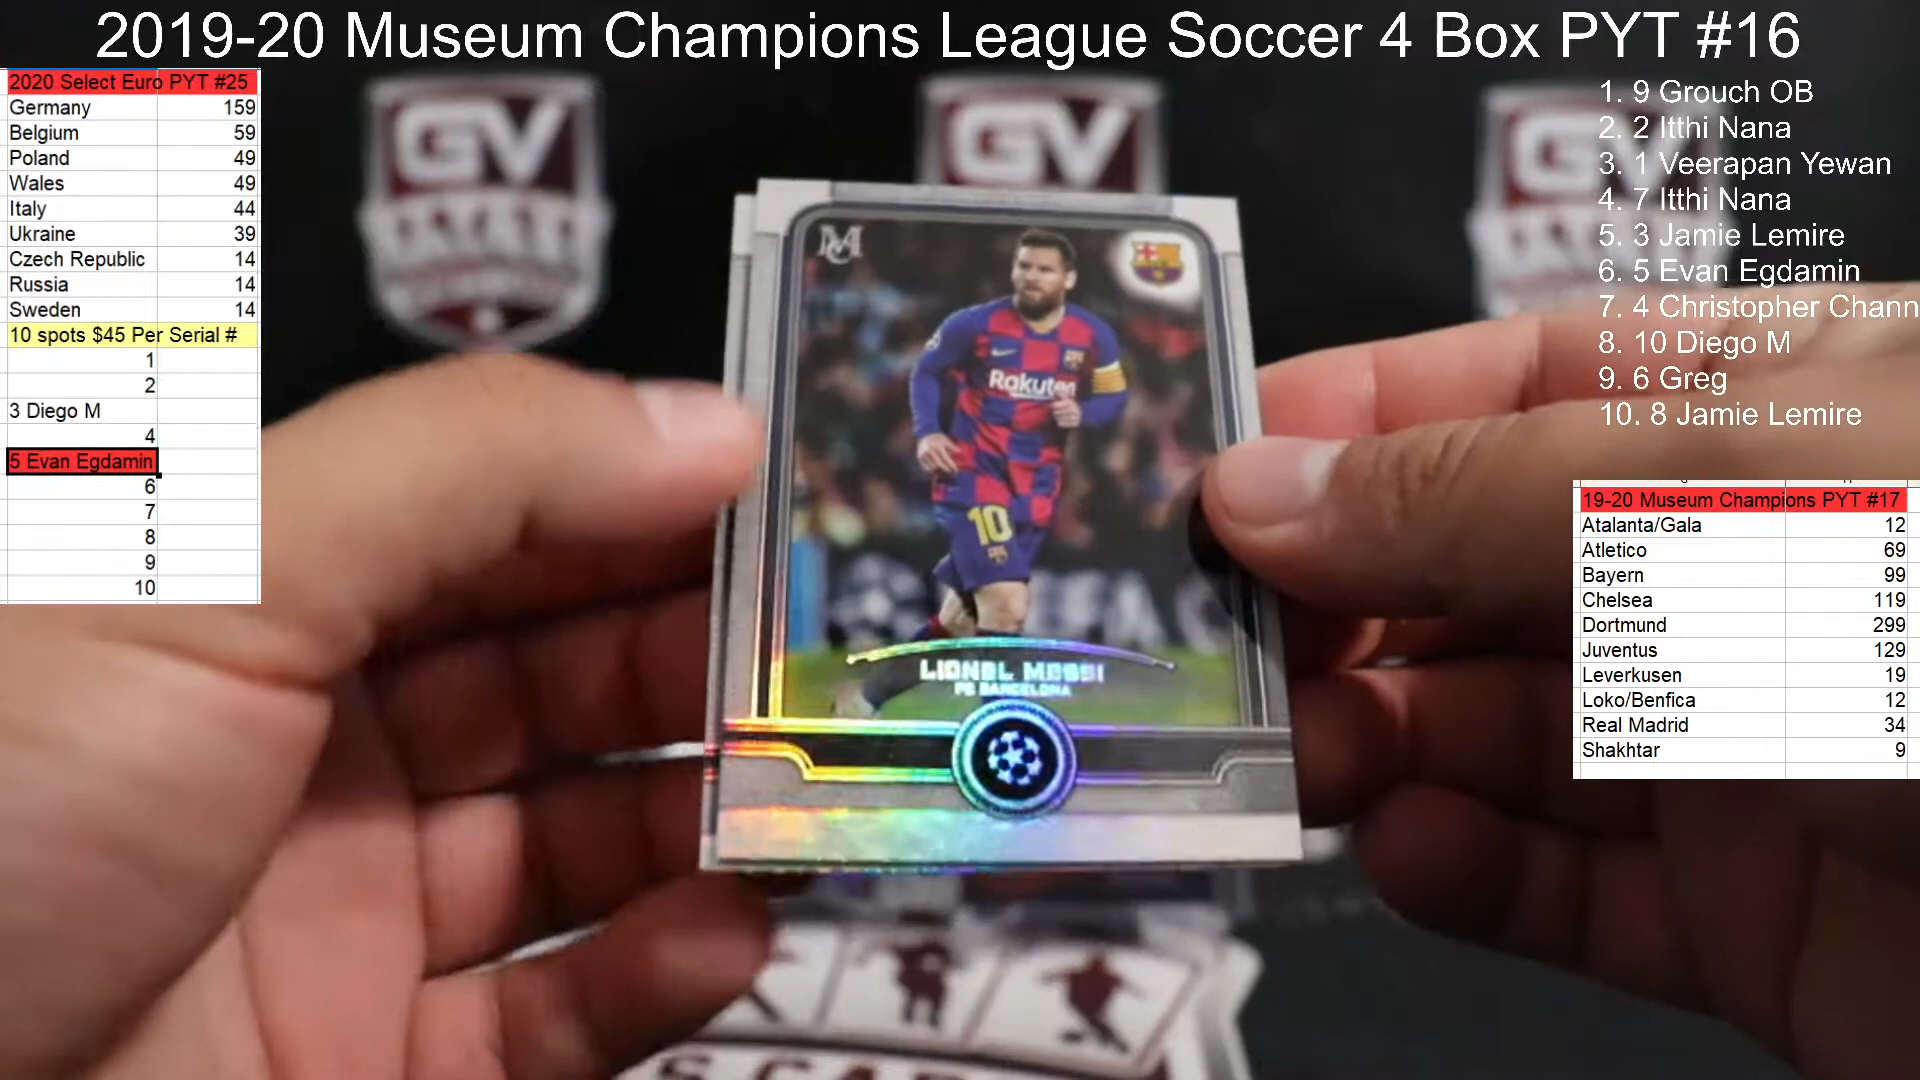 2019-20 Museum Champions League Soccer 4 Box PYT #16
2020 Select Euro PYT #25
Germany 159
Belgium 59
Poland 49
Wales 49
Italy 44
Ukraine 39
Czech Republic 14
Russia 14
Sweden 14
10 spots $45 Per Serial #
1
2
3 Diego M
4
5 Evan Egdamin
6
7
8
9
10
GV
GV
G
M
Rakuten
10
UEFA C
LIONEL MESSI
FC BARCELONA
1. 9 Grouch OB
2. 2 Itthi Nana
3. 1 Veerapan Yewan
4. 7 Itthi Nana
5. 3 Jamie Lemire
6. 5 Evan Egdamin
7. 4 Christopher Chann
8. 10 Diego M
9. 6 Greg
10. 8 Jamie Lemire
19-20 Museum Champions PYT #17
Atalanta/Gala 12
Atletico 69
Bayern 99
Chelsea 119
Dortmund 299
Juventus 129
Leverkusen 19
Loko/Benfica 12
Real Madrid 34
Shakhtar 9